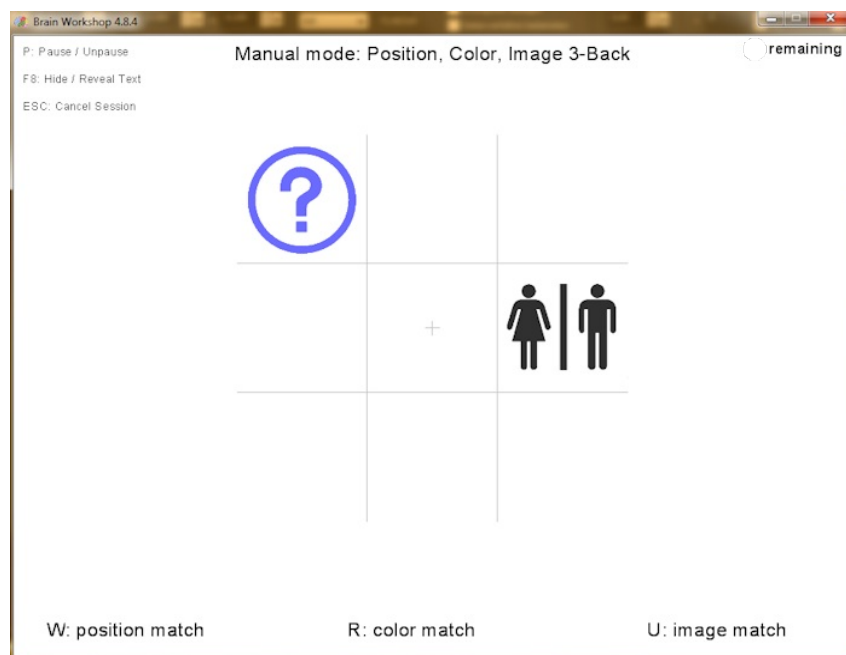 Brain Workshop 4.8.4
P: Pause / Unpause
Manual mode: Position, Color, Image 3-Back
remaining
F8: Hide / Reveal Text
ESC: Cancel Session
?
W: position match
R: color match
U: image match